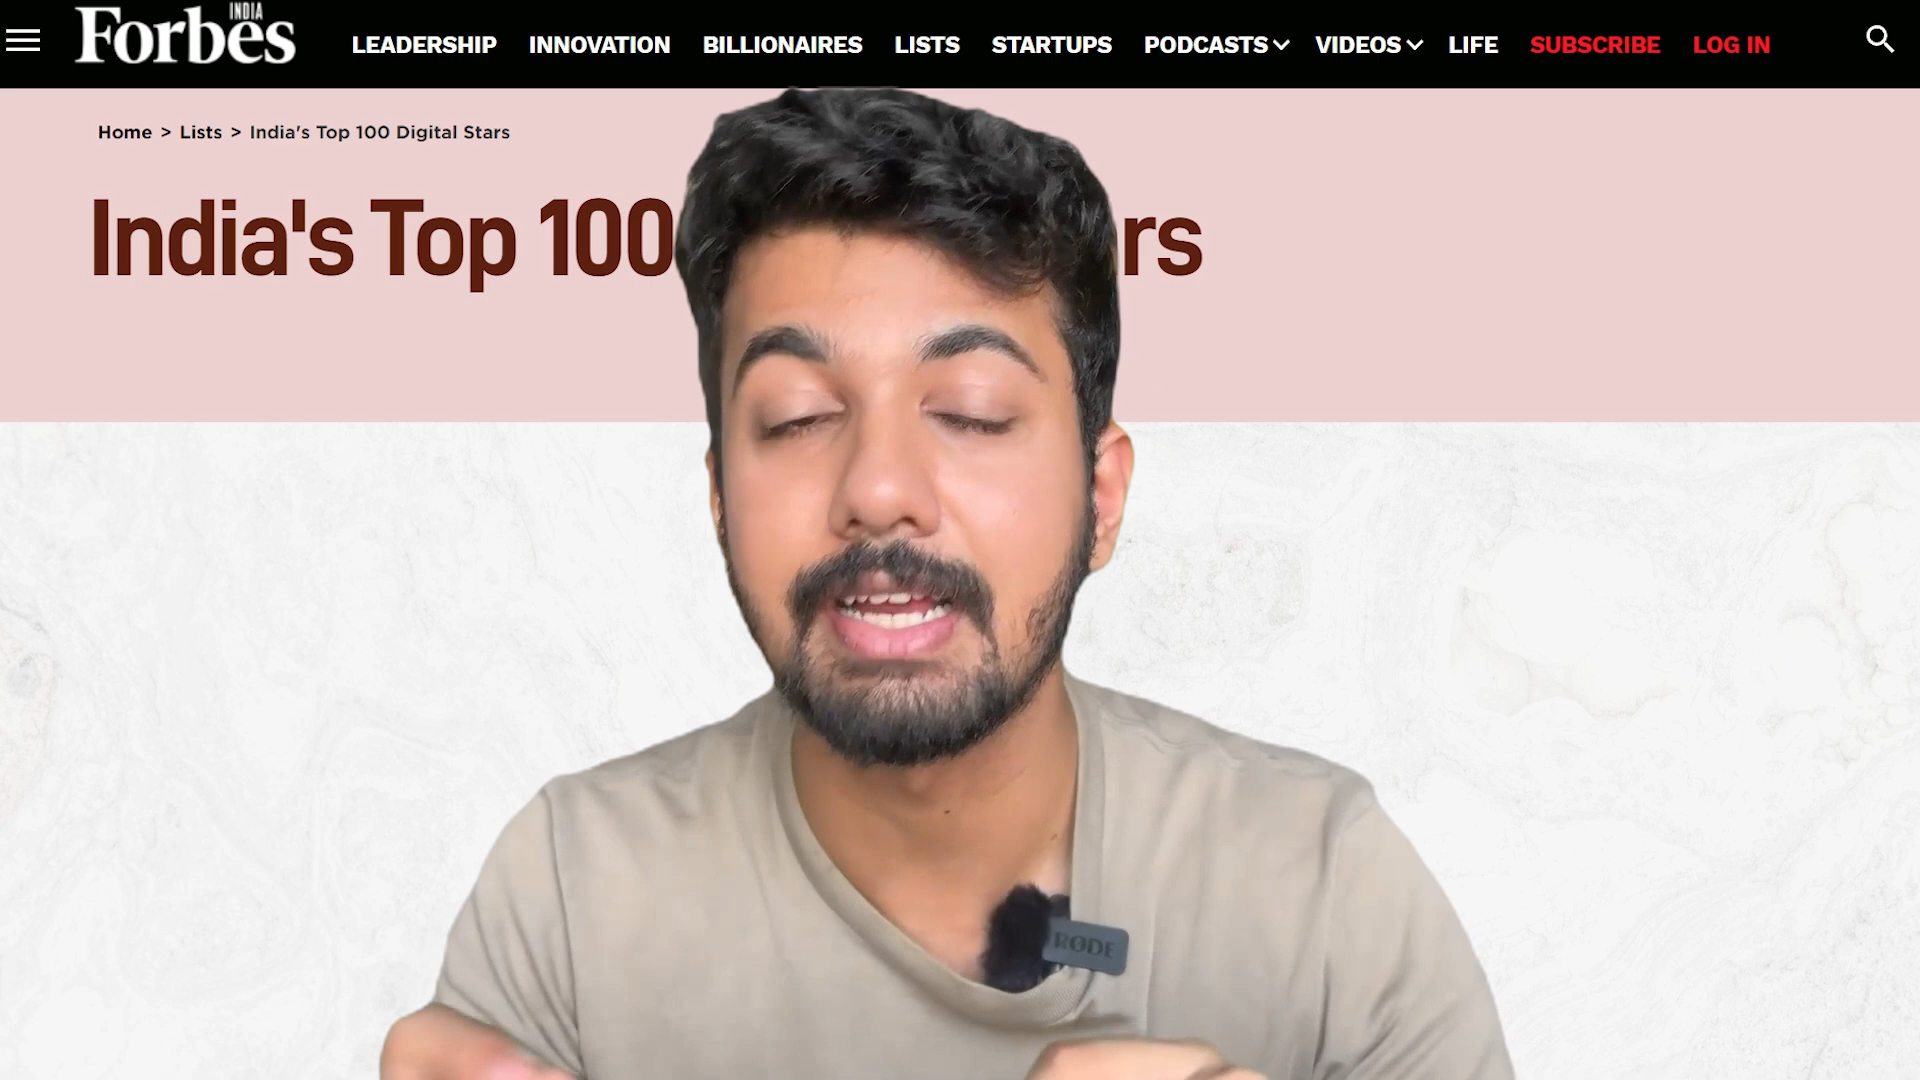 Forbes INDIA
LEADERSHIP INNOVATION BILLIONAIRES LISTS STARTUPS PODCASTS VIDEOS LIFE SUBSCRIBE LOG IN
Home > Lists > India's Top 100 Digital Stars
India's Top 100 rs
RØDE